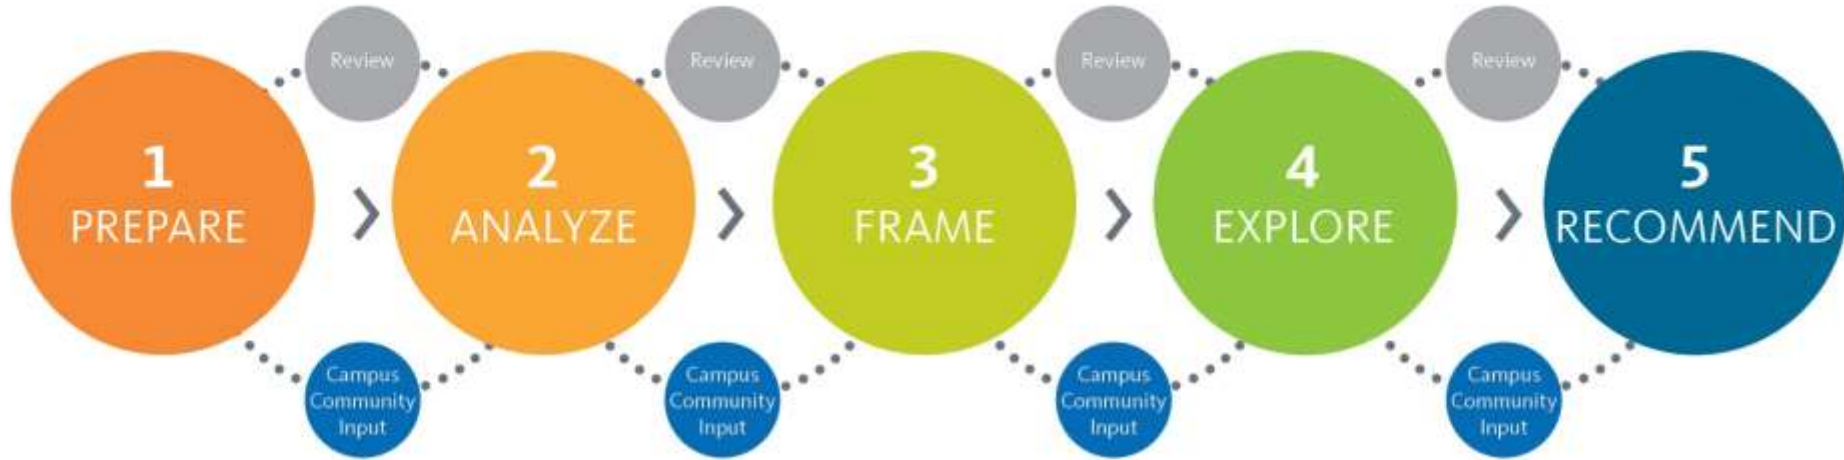 Review
Review
Review
Review
1
PREPARE
2
ANALYZE
3
FRAME
4
EXPLORE
5
RECOMMEND
Campus
Community
Input
Campus
Community
Input
Campus
Community
Input
Campus
Community
Input